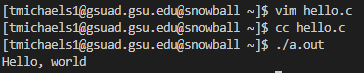 [tmichaels1@gsuad.gsu.edu@snowball ~]$ vim hello.c
[tmichaels1@gsuad.gsu.edu@snowball ~]$ cc hello.c
[tmichaels1@gsuad.gsu.edu@snowball ~]$ ./a.out
Hello, world